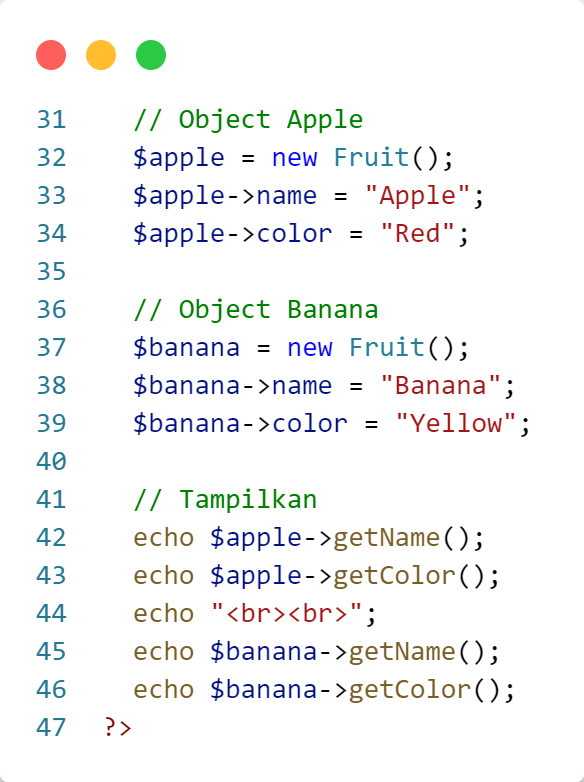 31 // Object Apple
32 $apple = new Fruit();
33 $apple->name = "Apple";
34 $apple->color = "Red";
35
36 // Object Banana
37 $banana = new Fruit();
38 $banana->name = "Banana";
39 $banana->color = "Yellow";
40
41 // Tampilkan
42 echo $apple->getName();
43 echo $apple->getColor();
44 echo "<br><br>";
45 echo $banana->getName();
46 echo $banana->getColor();
47 ?>